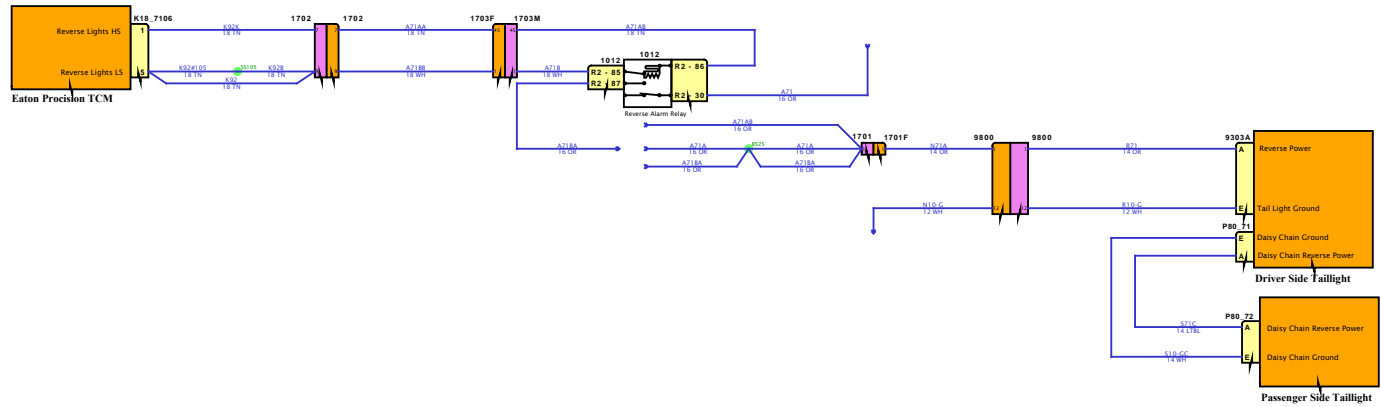 K18_7106
1702
1702
1703F
1703M
K92K
18 TN
A71AA
18 TN
A71AB
18 TN
Reverse Lights HS
1
Reverse Lights LS
5
K92#105
18 TN
SS105
K92B
18 TN
K92
18 TN
A71BB
18 WH
45
45
A71B
18 WH
Eaton Procision TCM
1012
1012
R2 - 85
R2 - 87
R2 - 86
R2 - 30
Reverse Alarm Relay
A71
16 OR
A71BA
16 OR
A71AB
16 OR
A71A
16 OR
RS25
A71A
16 OR
A71BA
16 OR
A71BA
16 OR
1701
1701F
N71A
14 OR
9800
9800
R71
14 OR
N10-G
12 WH
R10-G
12 WH
9303A
A
Reverse Power
E
Tail Light Ground
P80_71
E
Daisy Chain Ground
A
Daisy Chain Reverse Power
Driver Side Taillight
P80_72
S71C
14 LTBL
A
Daisy Chain Reverse Power
S10-GC
14 WH
E
Daisy Chain Ground
Passenger Side Taillight